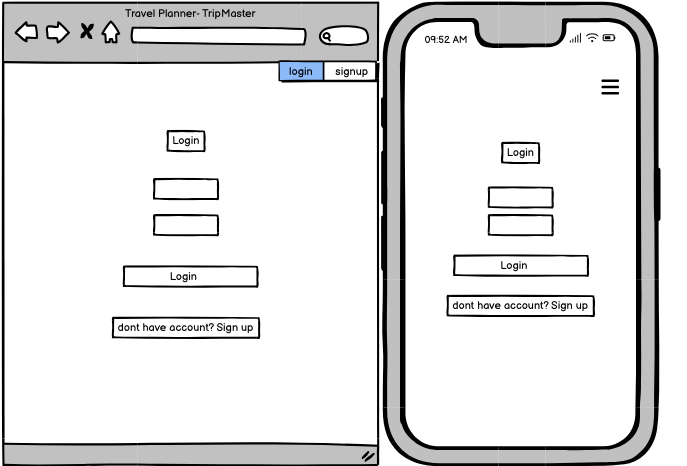 Travel Planner- TripMaster
login
signup
Login
Login
dont have account? Sign up
09:52 AM
Login
Login
dont have account? Sign up